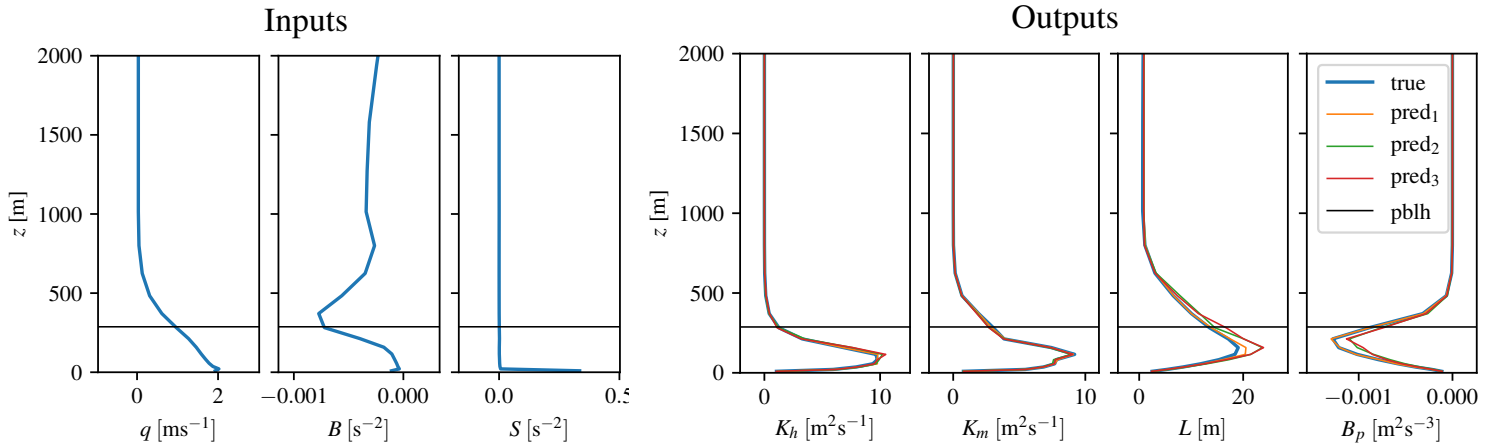 Inputs
Outputs
2000
1500
1000
500
0
z [m]
0 2
q [ms⁻¹]
−0.001 0.000
B [s⁻²]
0.0 0.5
S [s⁻²]
2000
1500
1000
500
0
z [m]
0 10
Kₕ [m²s⁻¹]
0 10
Kₘ [m²s⁻¹]
0 20
L [m]
−0.001 0.000
Bₚ [m²s⁻³]
true
pred₁
pred₂
pred₃
pblh